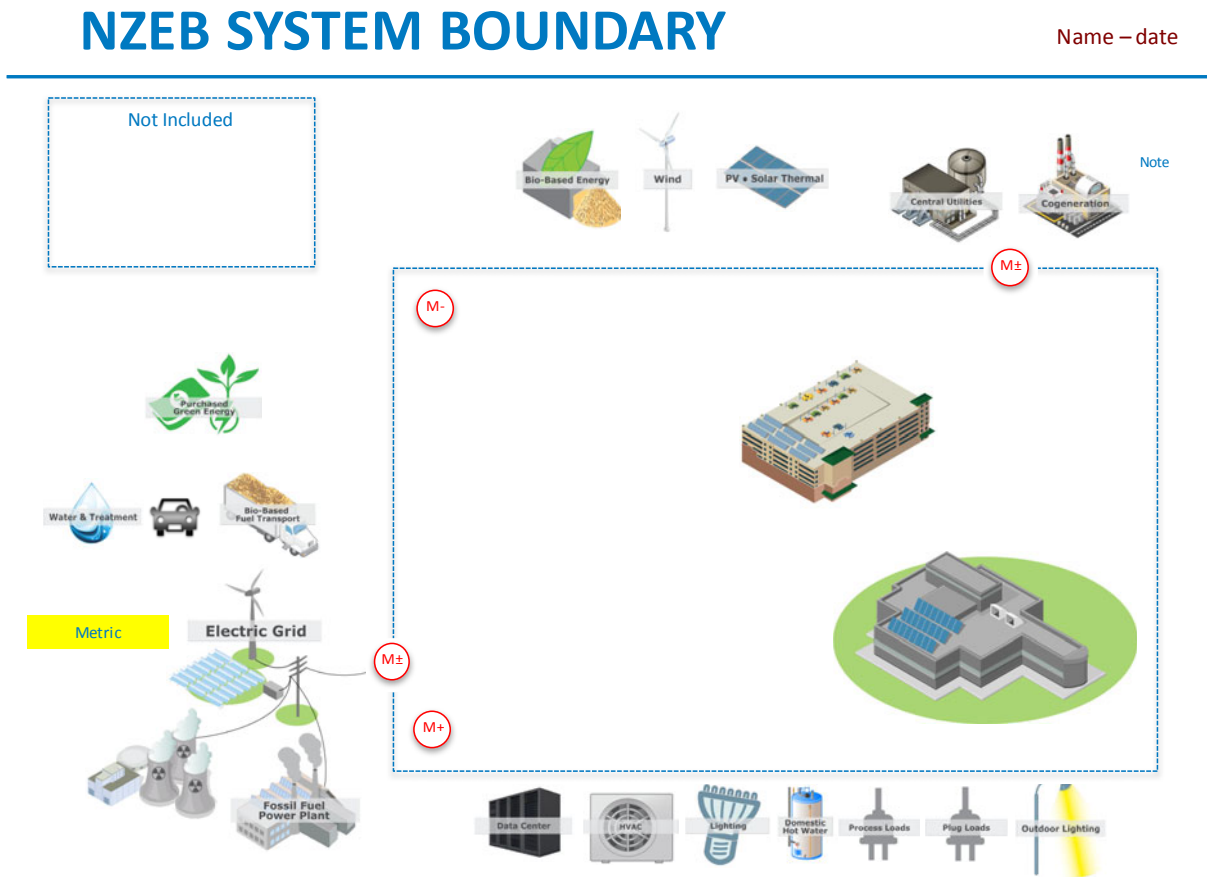 NZEB SYSTEM BOUNDARY
Name – date
Not Included
Bio-Based Energy
Wind
PV • Solar Thermal
Central Utilities
Cogeneration
Note
M±
M-
Purchased
Green Energy
Water & Treatment
Bio-Based
Fuel Transport
Metric
Electric Grid
M±
M+
Fossil Fuel
Power Plant
Data Center
HVAC
Lighting
Domestic
Hot Water
Process Loads
Plug Loads
Outdoor Lighting